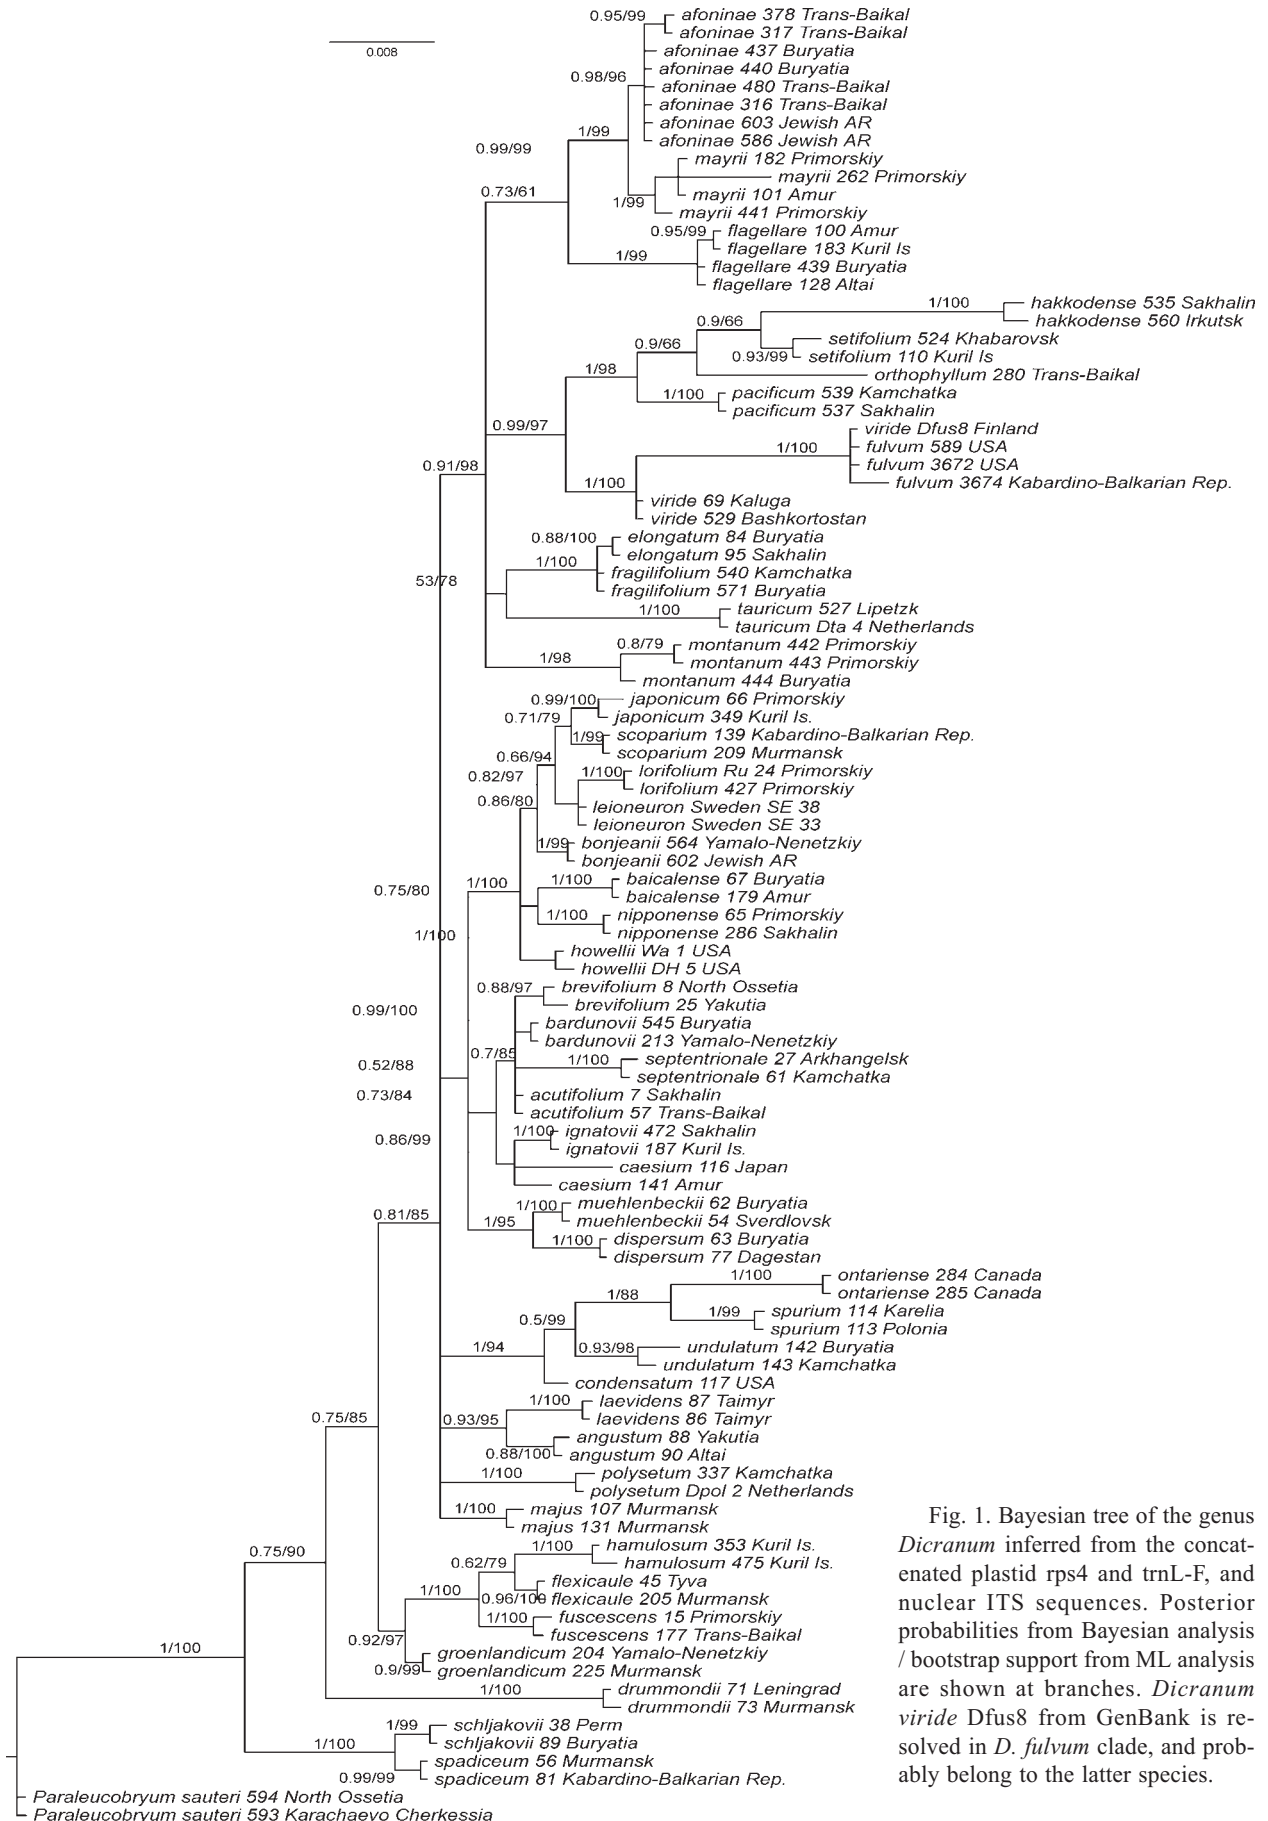 0.95/99
afoninae 378 Trans-Baikal
afoninae 317 Trans-Baikal
0.008
afoninae 437 Buryatia
afoninae 440 Buryatia
0.98/96
afoninae 480 Trans-Baikal
afoninae 316 Trans-Baikal
afoninae 603 Jewish AR
1/99
afoninae 586 Jewish AR
0.99/99
mayrii 182 Primorskiy
mayrii 262 Primorskiy
0.73/61
mayrii 101 Amur
1/99
mayrii 441 Primorskiy
0.95/99
flagellare 100 Amur
flagellare 183 Kuril Is
1/99
flagellare 439 Buryatia
flagellare 128 Altai
1/100
hakkodense 535 Sakhalin
hakkodense 560 Irkutsk
0.9/66
setifolium 524 Khabarovsk
0.9/66
0.93/99
setifolium 110 Kuril Is
1/98
orthophyllum 280 Trans-Baikal
1/100
pacificum 539 Kamchatka
pacificum 537 Sakhalin
0.99/97
viride Dfus8 Finland
1/100
fulvum 589 USA
0.91/98
fulvum 3672 USA
1/100
fulvum 3674 Kabardino-Balkarian Rep.
viride 69 Kaluga
viride 529 Bashkortostan
0.88/100
elongatum 84 Buryatia
elongatum 95 Sakhalin
1/100
fragilifolium 540 Kamchatka
53/78
fragilifolium 571 Buryatia
1/100
tauricum 527 Lipetzk
tauricum Dta 4 Netherlands
0.8/79
montanum 442 Primorskiy
1/98
montanum 443 Primorskiy
montanum 444 Buryatia
0.99/100
japonicum 66 Primorskiy
0.71/79
japonicum 349 Kuril Is.
1/99
scoparium 139 Kabardino-Balkarian Rep.
0.66/94
scoparium 209 Murmansk
0.82/97
1/100
lorifolium Ru 24 Primorskiy
lorifolium 427 Primorskiy
0.86/80
leioneuron Sweden SE 38
leioneuron Sweden SE 33
1/99
bonjeanii 564 Yamalo-Nenetzkiy
bonjeanii 602 Jewish AR
0.75/80
1/100
1/100
baicalense 67 Buryatia
baicalense 179 Amur
1/100
nipponense 65 Primorskiy
1/100
nipponense 286 Sakhalin
howellii Wa 1 USA
howellii DH 5 USA
0.88/97
brevifolium 8 North Ossetia
0.99/100
brevifolium 25 Yakutia
bardunovii 545 Buryatia
bardunovii 213 Yamalo-Nenetzkiy
0.52/88
0.7/85
1/100
septentrionale 27 Arkhangelsk
septentrionale 61 Kamchatka
0.73/84
acutifolium 7 Sakhalin
acutifolium 57 Trans-Baikal
0.86/99
1/100
ignatovii 472 Sakhalin
ignatovii 187 Kuril Is.
caesium 116 Japan
caesium 141 Amur
0.81/85
1/100
muehlenbeckii 62 Buryatia
1/95
muehlenbeckii 54 Sverdlovsk
1/100
dispersum 63 Buryatia
dispersum 77 Dagestan
1/100
ontariense 284 Canada
1/88
ontariense 285 Canada
0.5/99
1/99
spurium 114 Karelia
spurium 113 Polonia
1/94
0.93/98
undulatum 142 Buryatia
undulatum 143 Kamchatka
condensatum 117 USA
1/100
laevidens 87 Taimyr
0.75/85
0.93/95
laevidens 86 Taimyr
angustum 88 Yakutia
0.88/100
angustum 90 Altai
1/100
polysetum 337 Kamchatka
polysetum Dpol 2 Netherlands
1/100
majus 107 Murmansk
majus 131 Murmansk
0.75/90
1/100
hamulosum 353 Kuril Is.
0.62/79
hamulosum 475 Kuril Is.
flexicaule 45 Tyva
1/100
0.96/100
flexicaule 205 Murmansk
1/100
fuscescens 15 Primorskiy
0.92/97
fuscescens 177 Trans-Baikal
1/100
groenlandicum 204 Yamalo-Nenetzkiy
0.9/99
groenlandicum 225 Murmansk
1/100
drummondii 71 Leningrad
drummondii 73 Murmansk
1/99
schljakovii 38 Perm
1/100
schljakovii 89 Buryatia
spadiceum 56 Murmansk
0.99/99
spadiceum 81 Kabardino-Balkarian Rep.
Paraleucobryum sauteri 594 North Ossetia
Paraleucobryum sauteri 593 Karachaevo Cherkessia
Fig. 1. Bayesian tree of the genus
Dicranum inferred from the concat-
enated plastid rps4 and trnL-F, and
nuclear ITS sequences. Posterior
probabilities from Bayesian analysis
/ bootstrap support from ML analysis
are shown at branches. Dicranum
viride Dfus8 from GenBank is re-
solved in D. fulvum clade, and prob-
ably belong to the latter species.